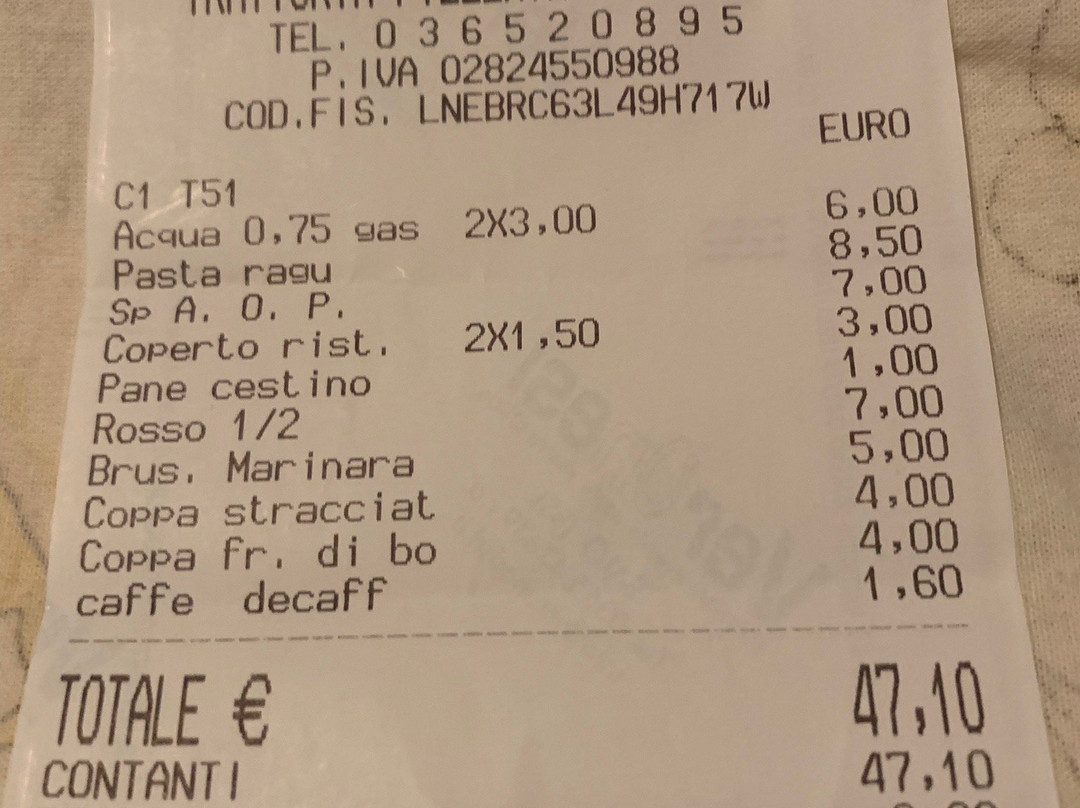 TEL. 0 3 6 5 2 0 8 9 5
P.IVA 02824550988
COD.FIS. LNEBRC63L49H717W
EURO
C1 T51
Acqua 0,75 gas 2X3,00 6,00
Pasta ragu 8,50
Sp A. O. P. 7,00
Coperto rist. 2X1,50 3,00
Pane cestino 1,00
Rosso 1/2 7,00
Brus. Marinara 5,00
Coppa stracciat 4,00
Coppa fr. di bo 4,00
caffe decaff 1,60
TOTALE € 47,10
CONTANTI 47,10